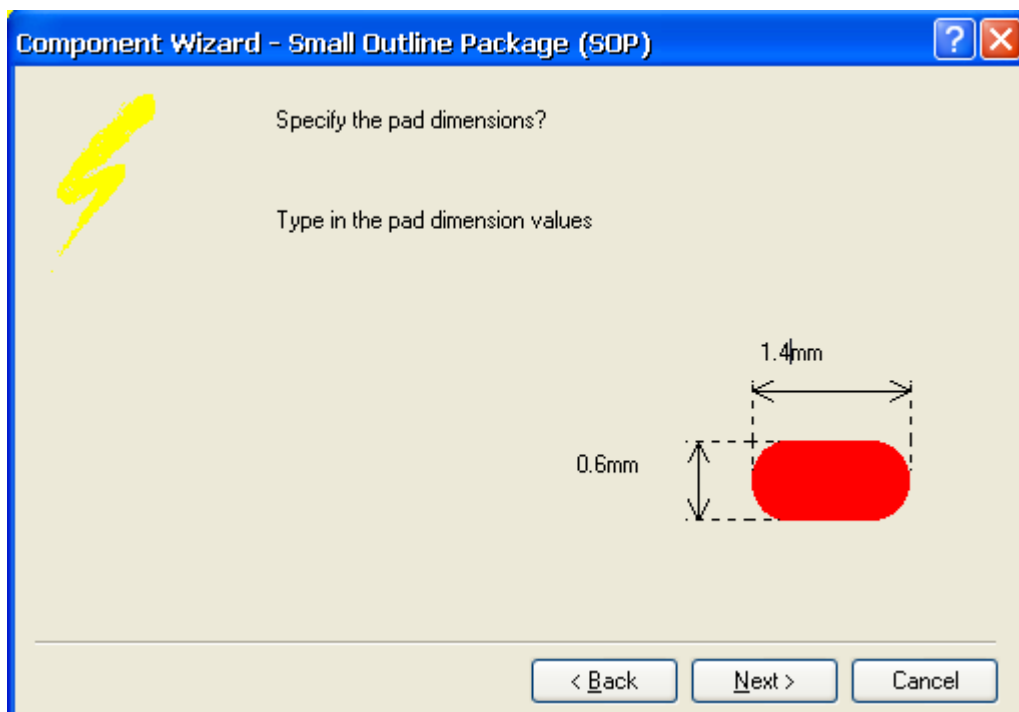 Component Wizard - Small Outline Package (SOP)
Specify the pad dimensions?
Type in the pad dimension values
1.4mm
0.6mm
< Back Next > Cancel